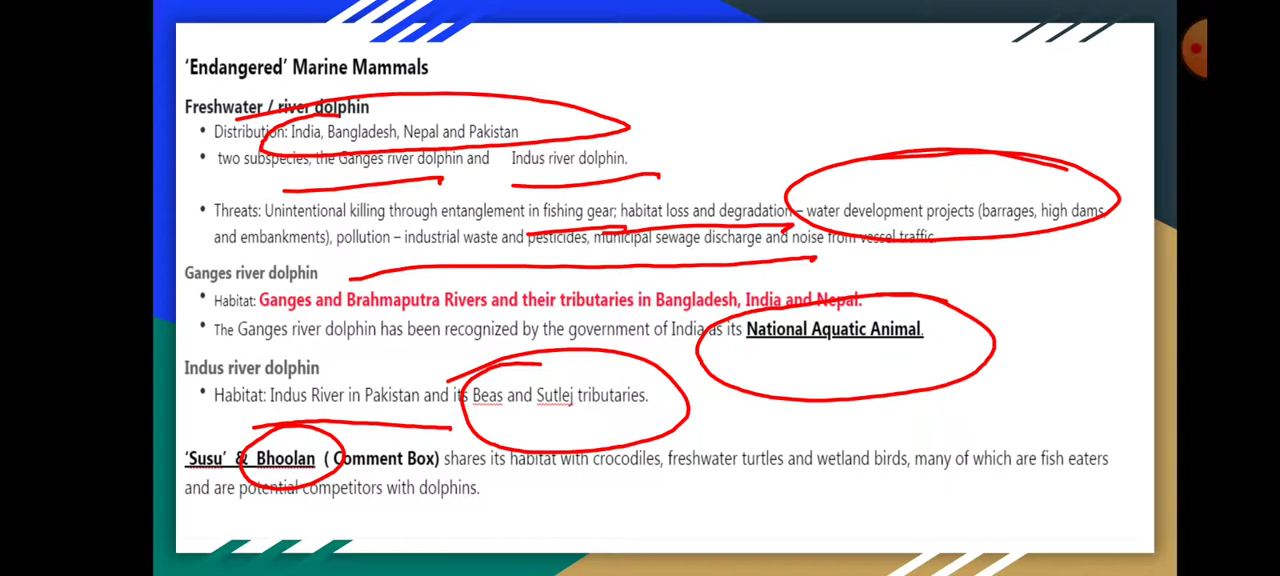 ‘Endangered’ Marine Mammals
Freshwater / river dolphin
• Distribution: India, Bangladesh, Nepal and Pakistan
• two subspecies, the Ganges river dolphin and Indus river dolphin.
• Threats: Unintentional killing through entanglement in fishing gear; habitat loss and degradation – water development projects (barrages, high dams,
and embankments), pollution – industrial waste and pesticides, municipal sewage discharge and noise from vessel traffic.
Ganges river dolphin
• Habitat: Ganges and Brahmaputra Rivers and their tributaries in Bangladesh, India and Nepal.
• The Ganges river dolphin has been recognized by the government of India as its National Aquatic Animal.
Indus river dolphin
• Habitat: Indus River in Pakistan and its Beas and Sutlej tributaries.
‘Susu’ & Bhoolan ( Comment Box) shares its habitat with crocodiles, freshwater turtles and wetland birds, many of which are fish eaters
and are potential competitors with dolphins.